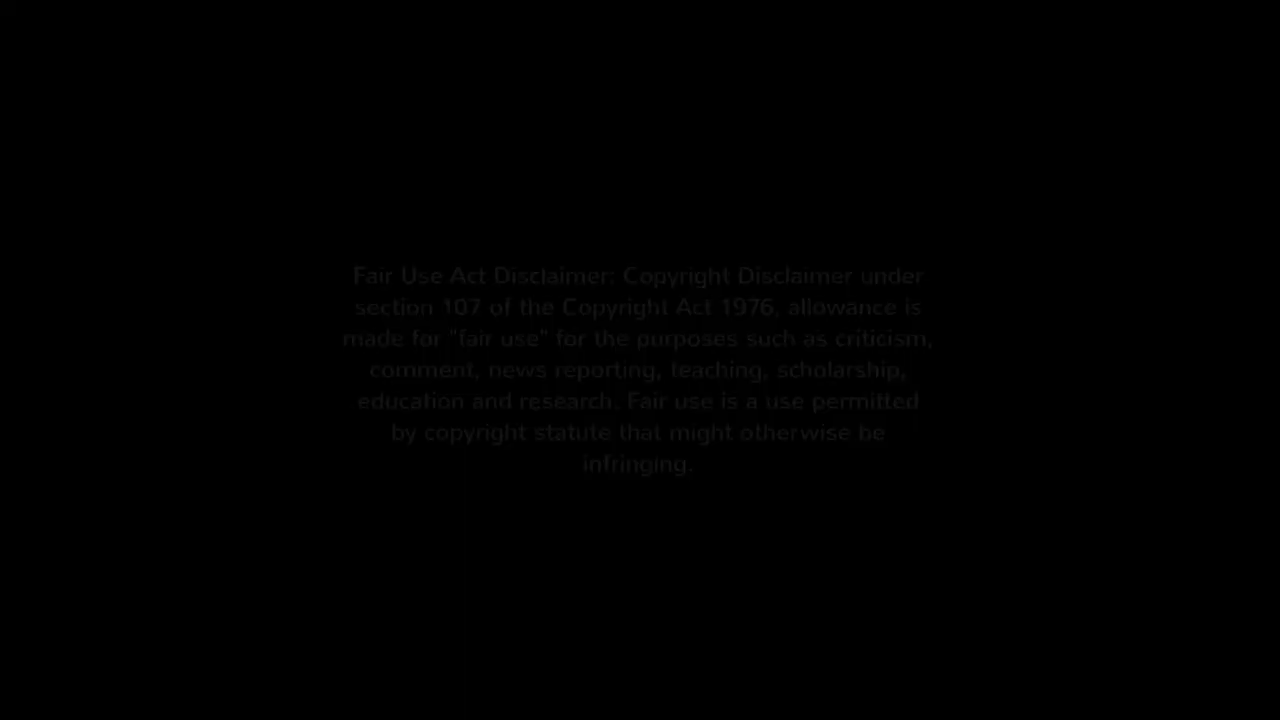 Fair Use Act Disclaimer: Copyright Disclaimer under
section 107 of the Copyright Act 1976, allowance is
made for "fair use" for the purposes such as criticism,
comment, news reporting, teaching, scholarship,
education and research. Fair use is a use permitted
by copyright statute that might otherwise be
infringing.